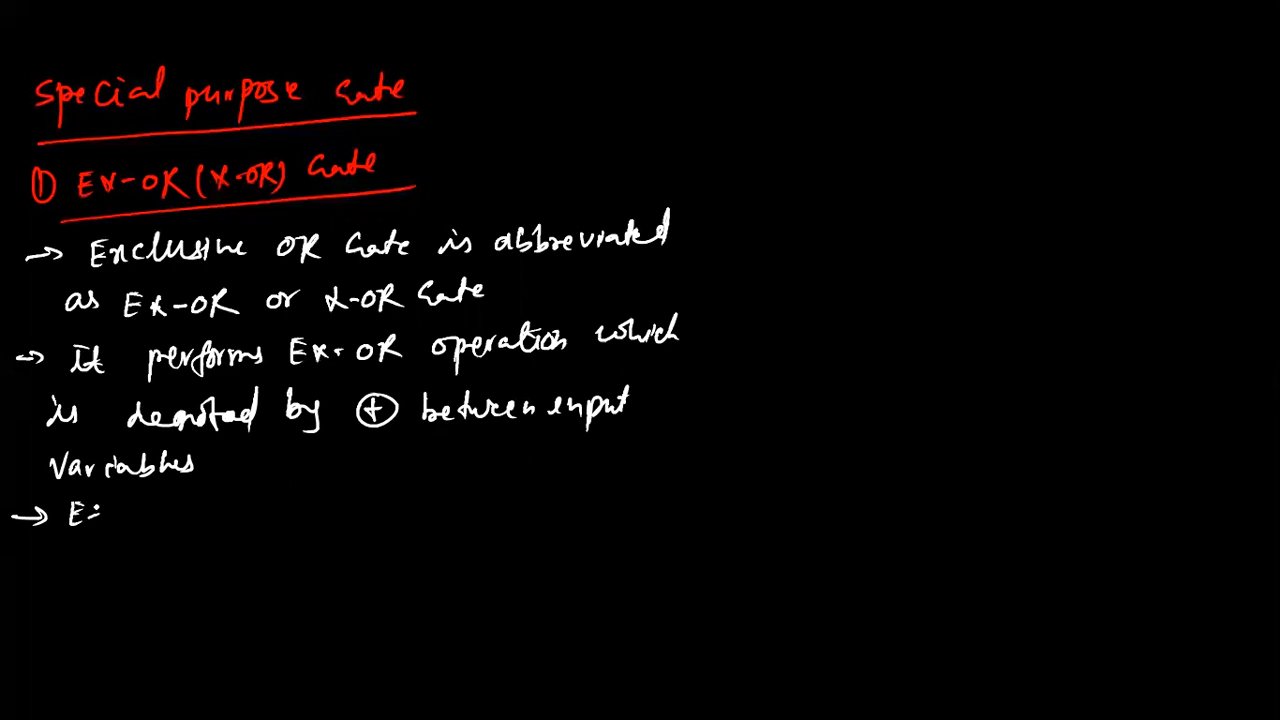 Special purpose Gate
① EX-OR (X-OR) Gate
→ Exclusive OR Gate is abbreviated
as EX-OR or X-OR Gate
→ it performs EX-OR operation which
is denoted by ⊕ between input
variables
→ E=